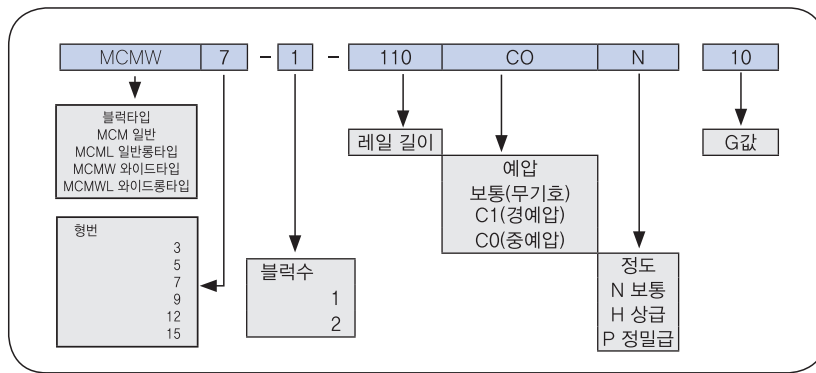 MCMW 7 - 1 - 110 CO N 10
블럭타입
MCM 일반
MCML 일반롱타입
MCMW 와이드타입
MCMWL 와이드롱타입
형번
3
5
7
9
12
15
블럭수
1
2
레일 길이
예압
보통(무기호)
C1(경예압)
C0(중예압)
정도
N 보통
H 상급
P 정밀급
G값